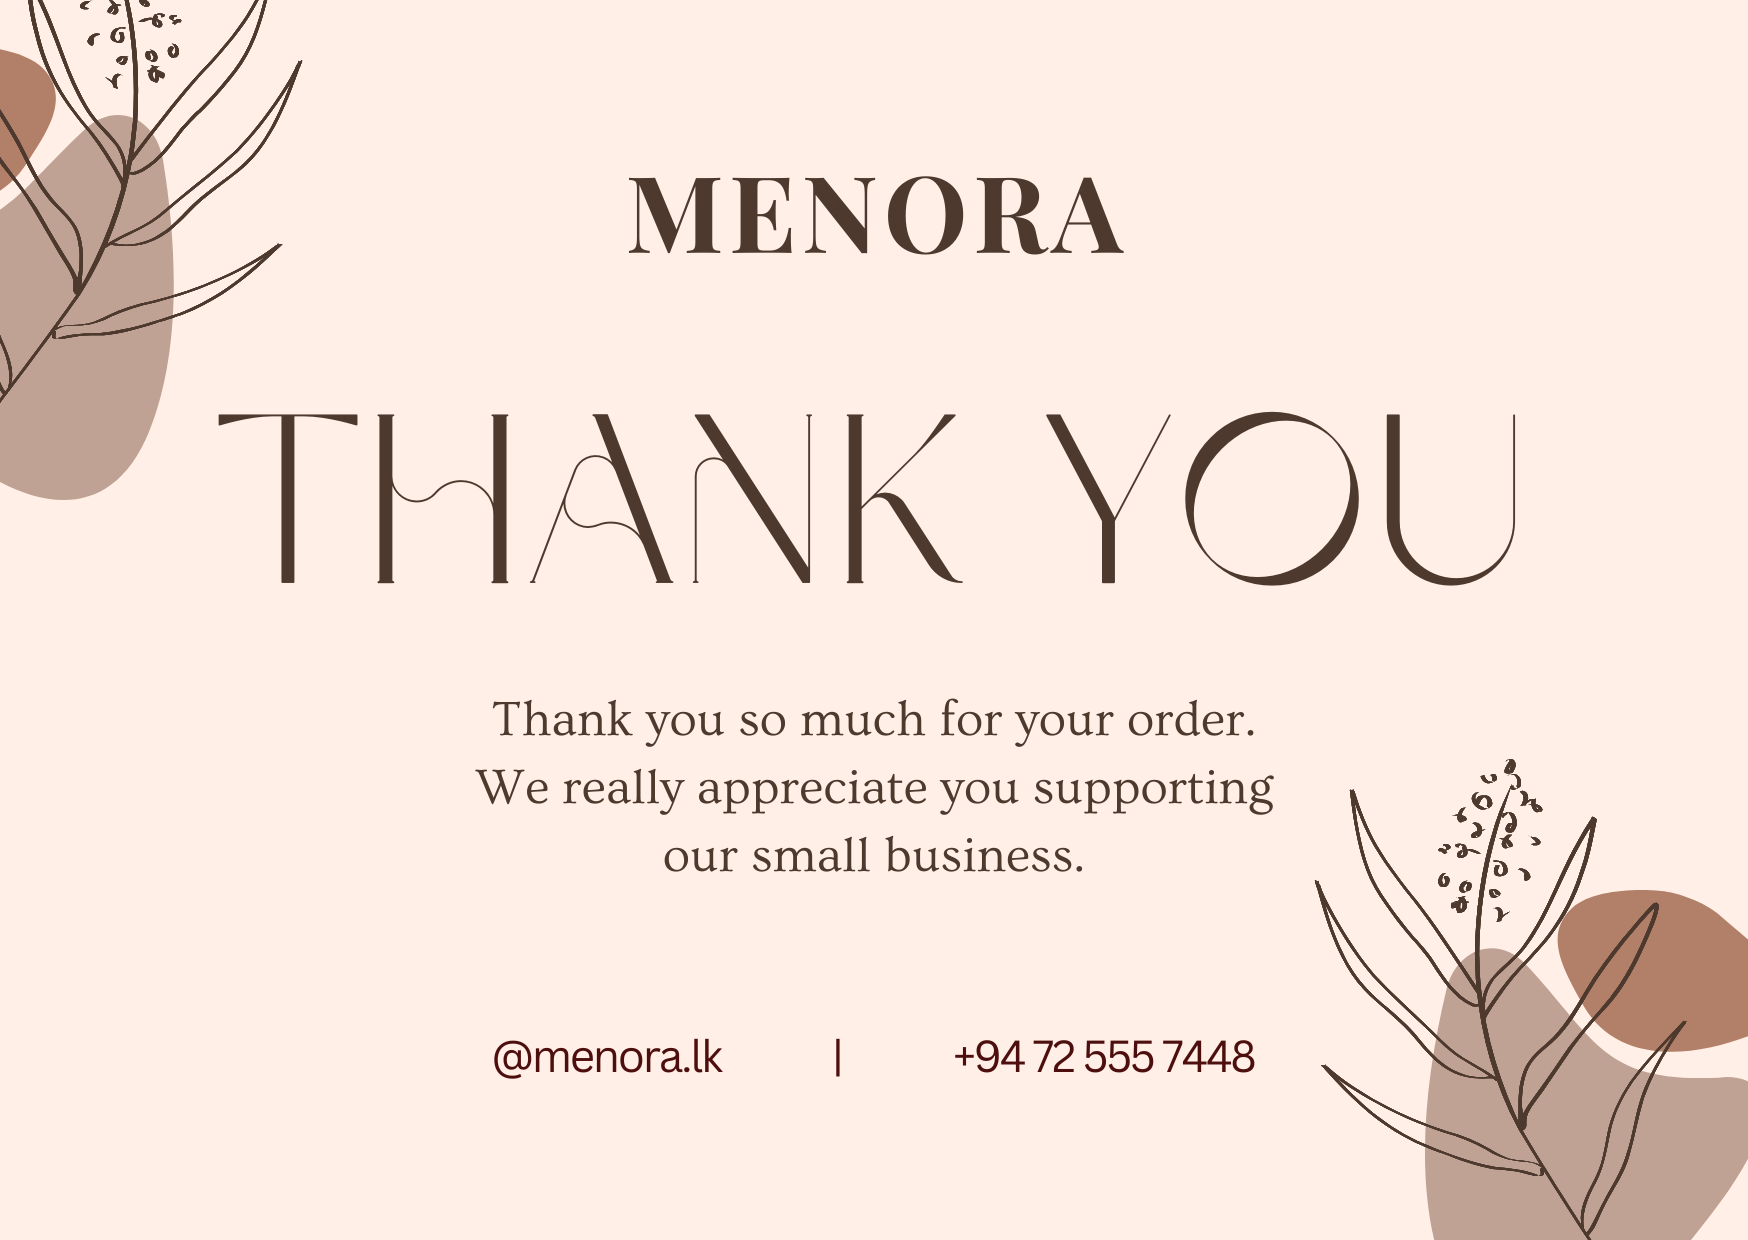 MENORA
THANK YOU
Thank you so much for your order.
We really appreciate you supporting
our small business.
@menora.lk | +94 72 555 7448